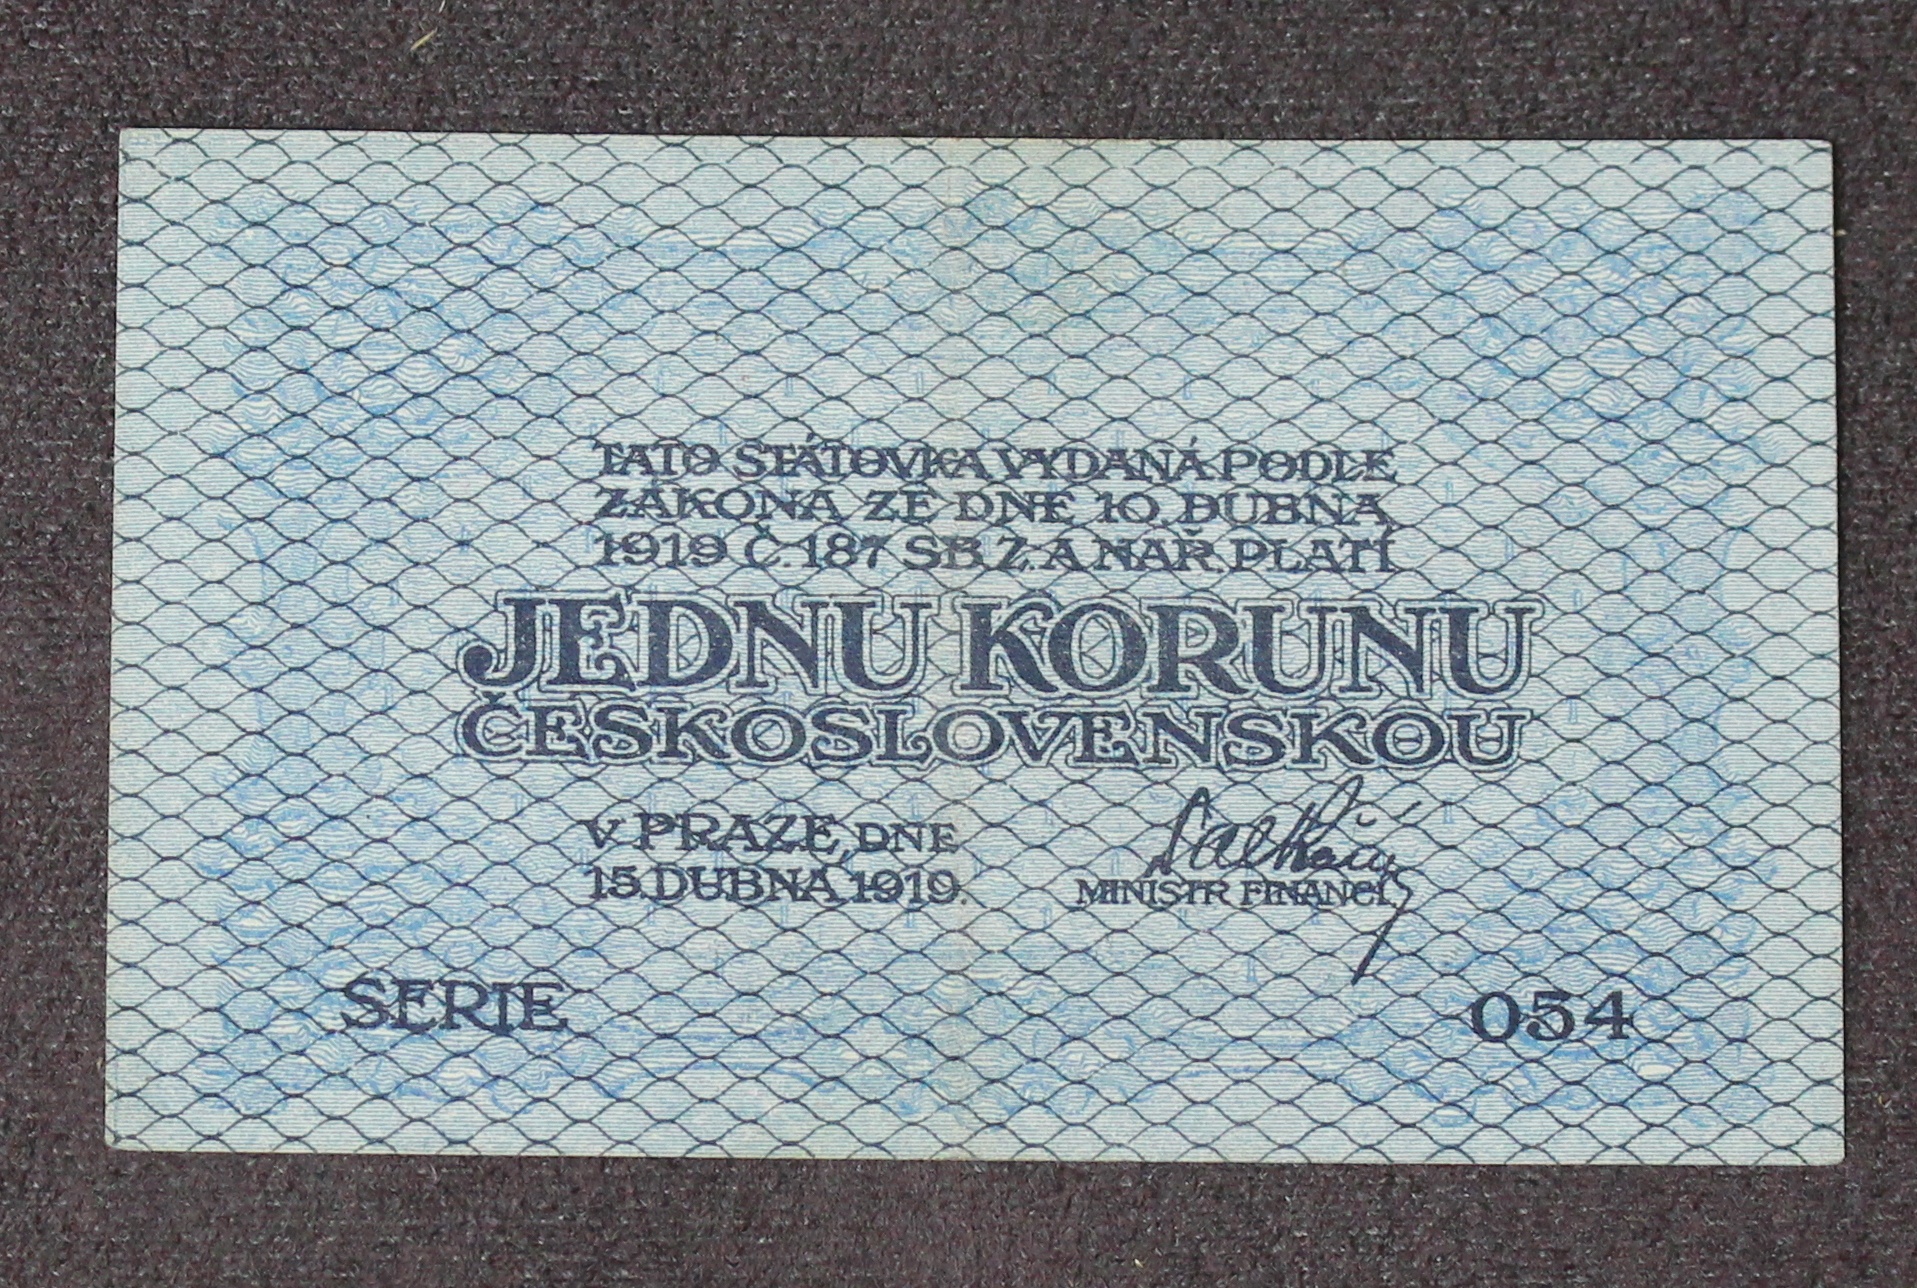 TATO STÁTOVKA VYDANÁ PODLE
ZÁKONA ZE DNE 10. DUBNA
1919 Č. 187 SB. Z. A NAŘ. PLATÍ
JEDNU KORUNU
ČESKOSLOVENSKOU
V PRAZE, DNE
15. DUBNA 1919.
MINISTR FINANCÍ.
SERIE
054